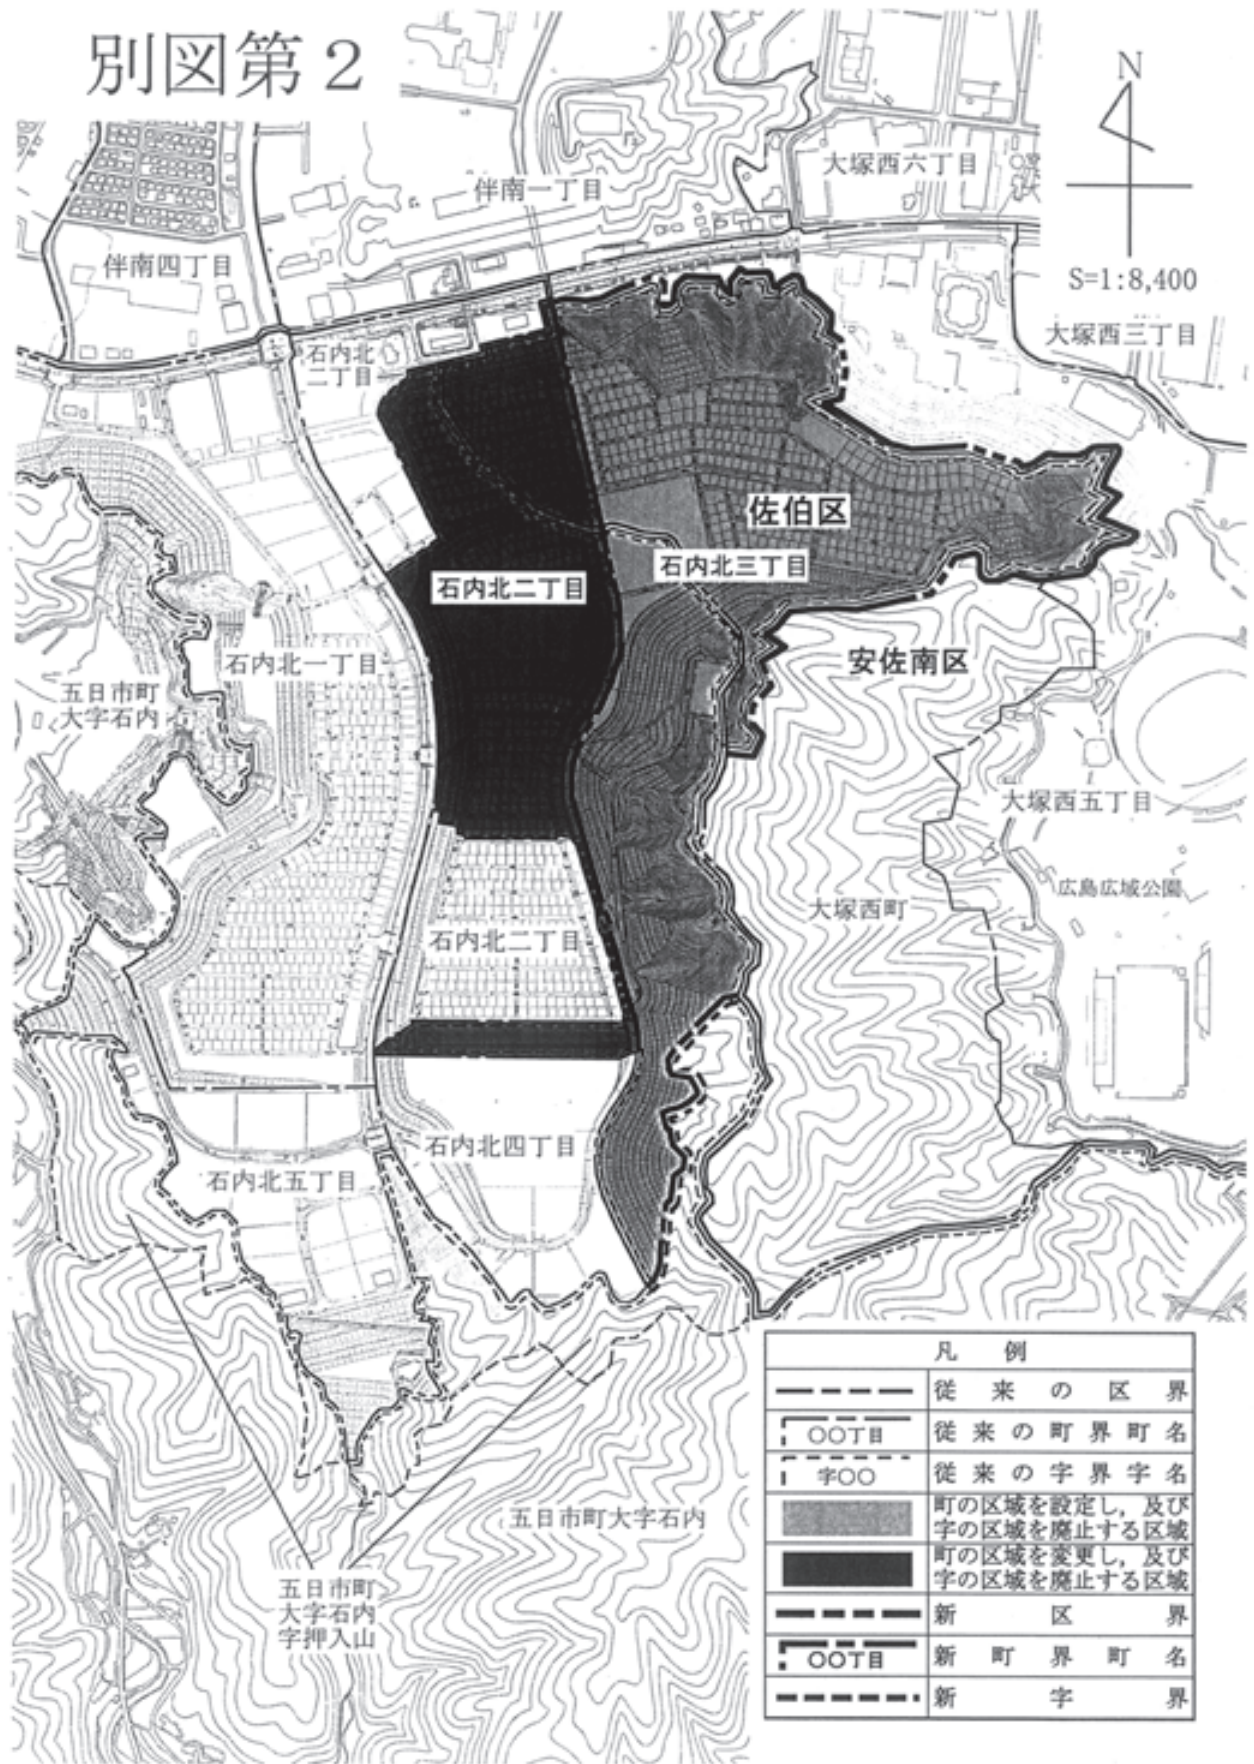 別図第2
N
S=1:8,400
伴南一丁目
大塚西六丁目
伴南四丁目
大塚西三丁目
石内北
二丁目
佐伯区
石内北三丁目
石内北二丁目
安佐南区
石内北一丁目
五日市町
大字石内
大塚西五丁目
広島広域公園
大塚西町
石内北二丁目
石内北四丁目
石内北五丁目
五日市町大字石内
五日市町
大字石内
字押入山
凡例
従来の区界
〇〇丁目 従来の町界町名
字〇〇 従来の字界字名
町の区域を設定し，及び
字の区域を廃止する区域
町の区域を変更し，及び
字の区域を廃止する区域
新区界
〇〇丁目 新町界町名
新字界